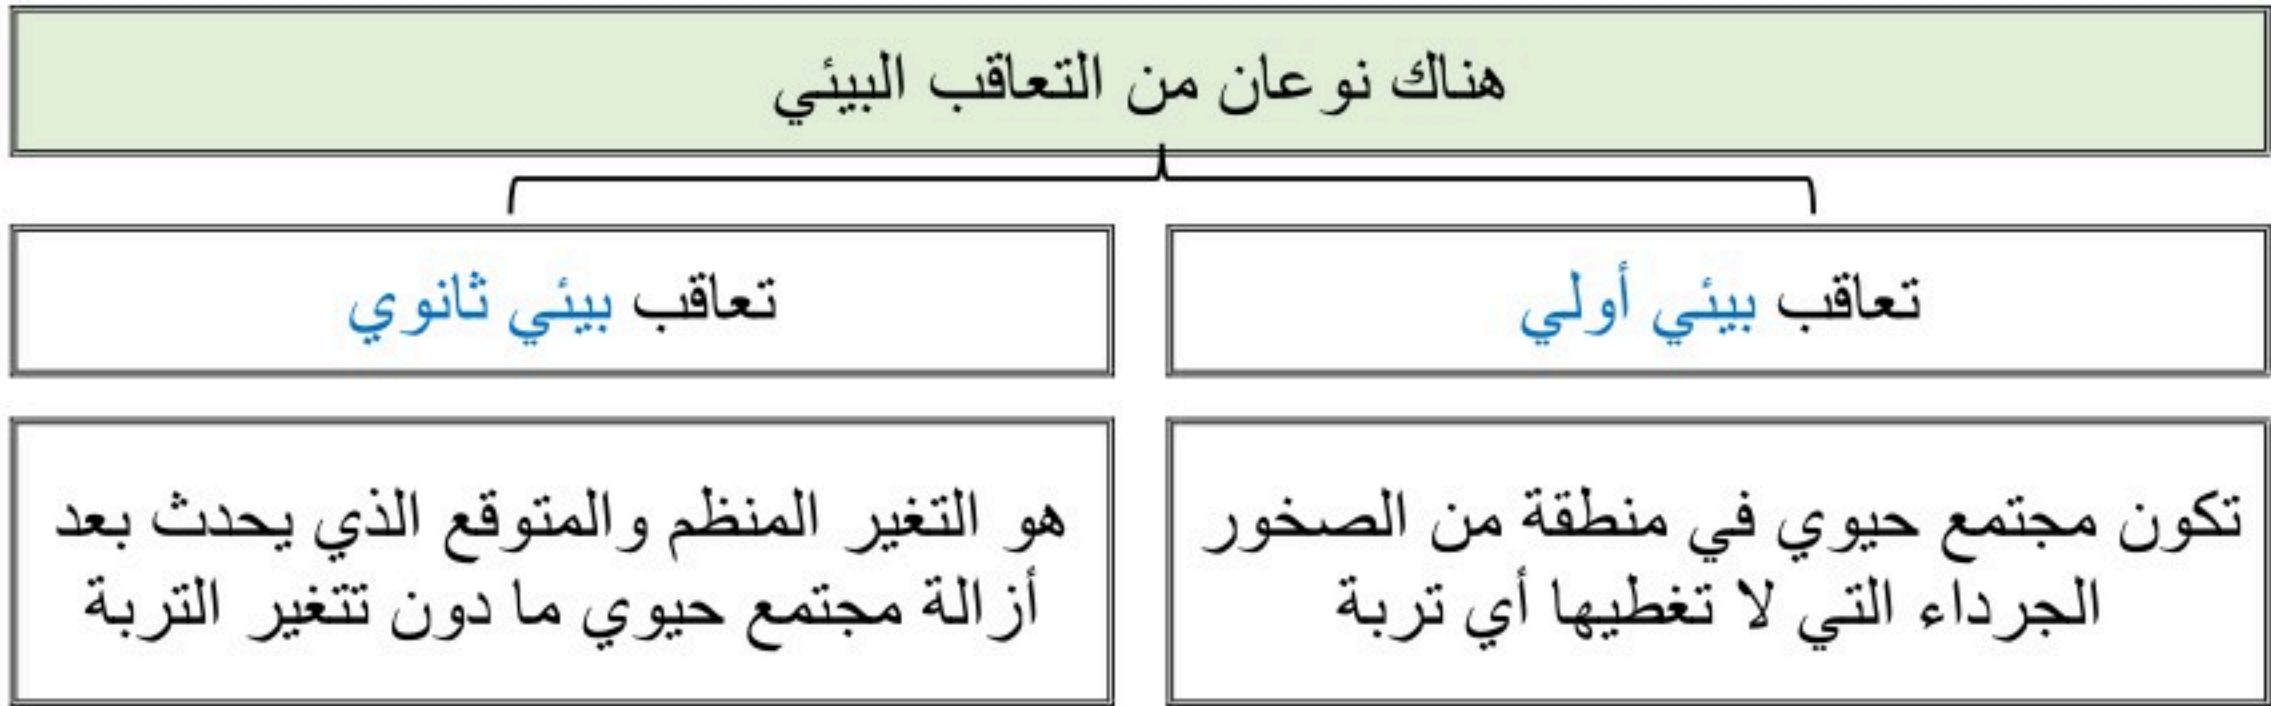 هناك نوعان من التعاقب البيئي
تعاقب بيئي أولي
تعاقب بيئي ثانوي
تكون مجتمع حيوي في منطقة من الصخور
الجرداء التي لا تغطيها أي تربة
هو التغير المنظم والمتوقع الذي يحدث بعد
أزالة مجتمع حيوي ما دون تتغير التربة